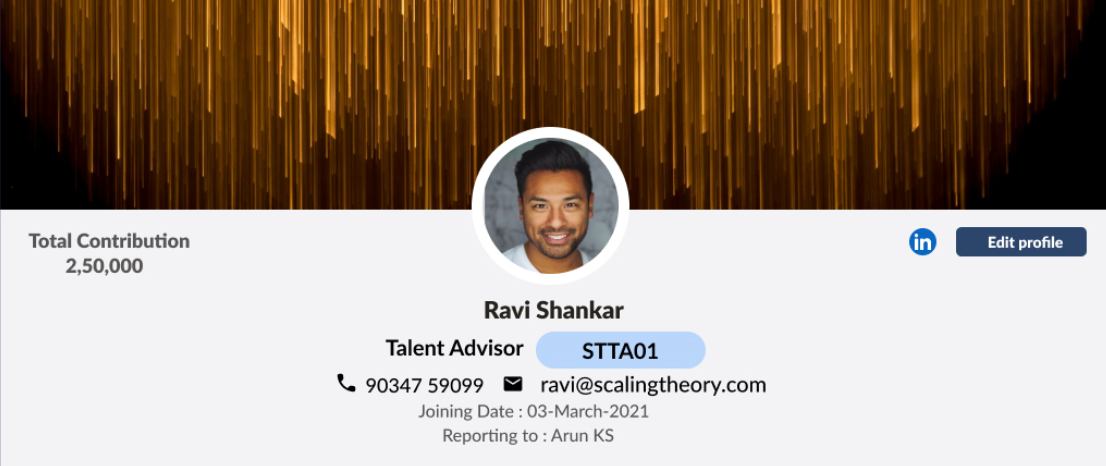 Total Contribution
2,50,000
in
Edit profile
Ravi Shankar
Talent Advisor STTA01
90347 59099 ravi@scalingtheory.com
Joining Date : 03-March-2021
Reporting to : Arun KS